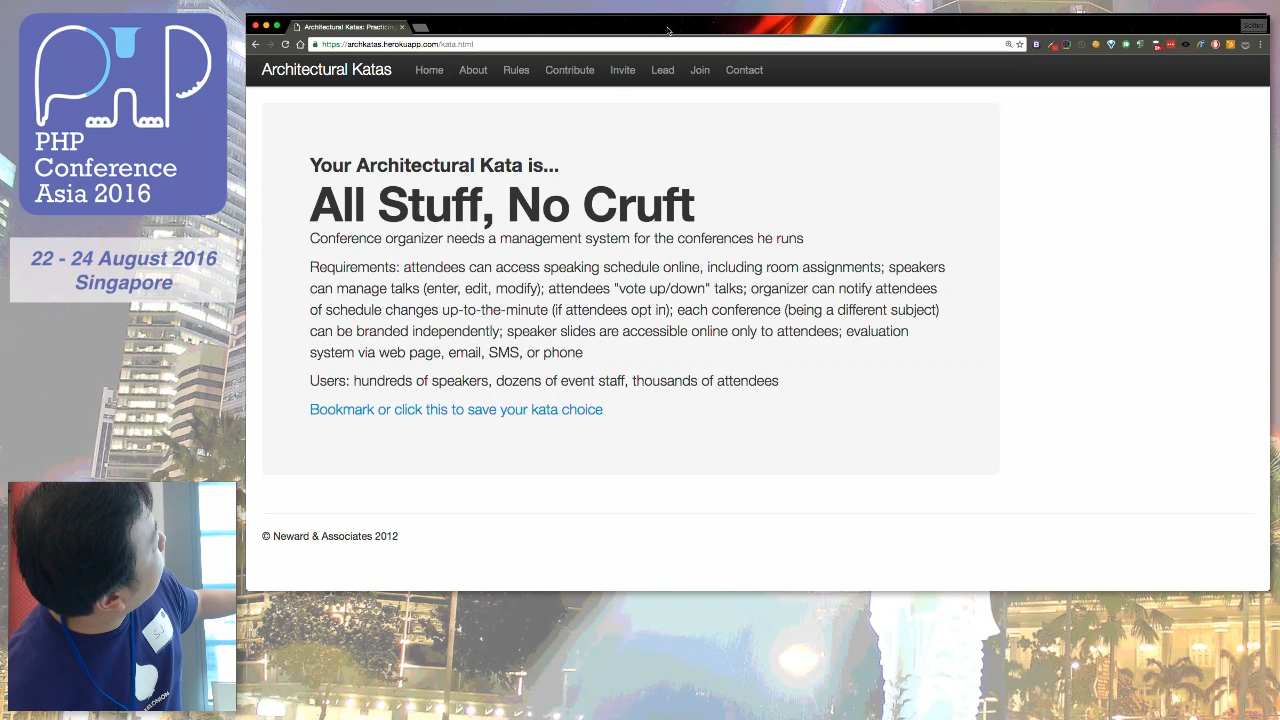 PHP
Conference
Asia 2016
22 - 24 August 2016
Singapore
Architectural Katas: Practicing
https://archkatas.herokuapp.com/kata.html
Architectural Katas Home About Rules Contribute Invite Lead Join Contact
Your Architectural Kata is...
All Stuff, No Cruft
Conference organizer needs a management system for the conferences he runs
Requirements: attendees can access speaking schedule online, including room assignments; speakers
can manage talks (enter, edit, modify); attendees "vote up/down" talks; organizer can notify attendees
of schedule changes up-to-the-minute (if attendees opt in); each conference (being a different subject)
can be branded independently; speaker slides are accessible online only to attendees; evaluation
system via web page, email, SMS, or phone
Users: hundreds of speakers, dozens of event staff, thousands of attendees
Bookmark or click this to save your kata choice
© Neward & Associates 2012